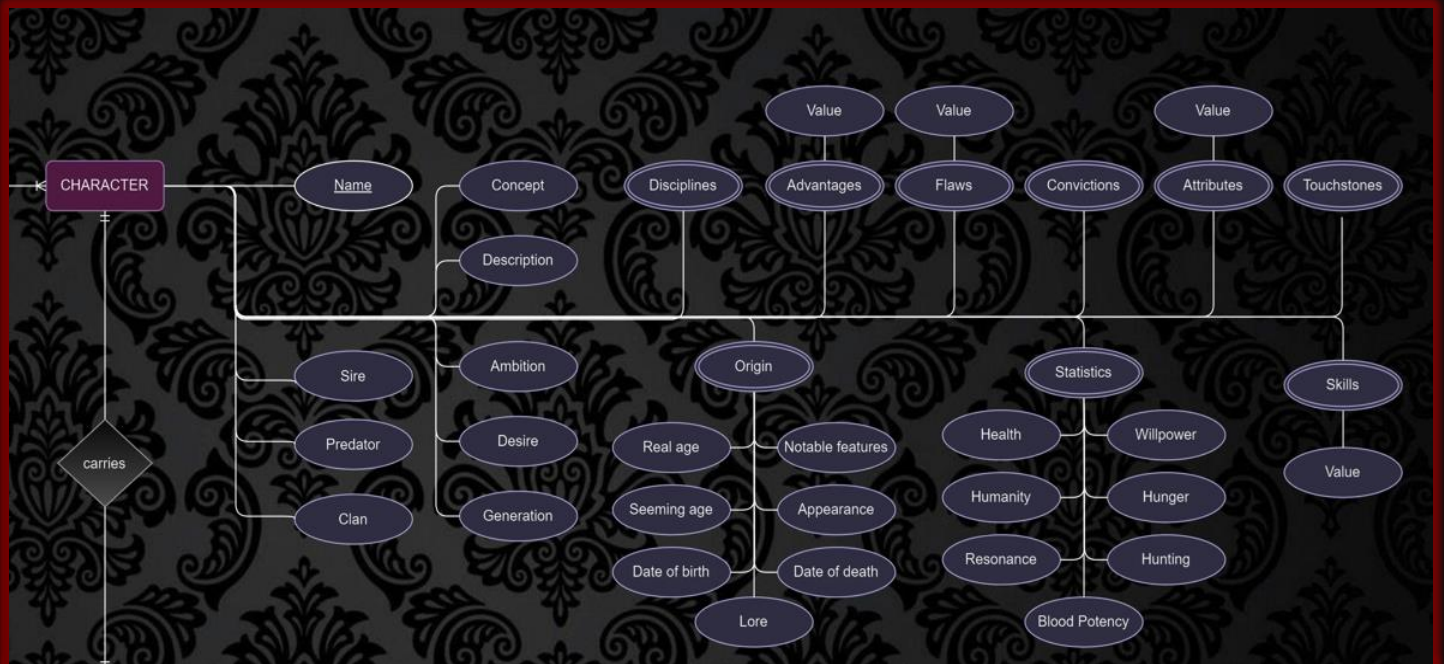 Value
Value
Value
CHARACTER
Name
Concept
Disciplines
Advantages
Flaws
Convictions
Attributes
Touchstones
Description
Sire
Ambition
Origin
Statistics
Skills
Predator
Desire
Real age
Notable features
Health
Willpower
carries
Value
Clan
Generation
Seeming age
Appearance
Humanity
Hunger
Date of birth
Date of death
Resonance
Hunting
Lore
Blood Potency